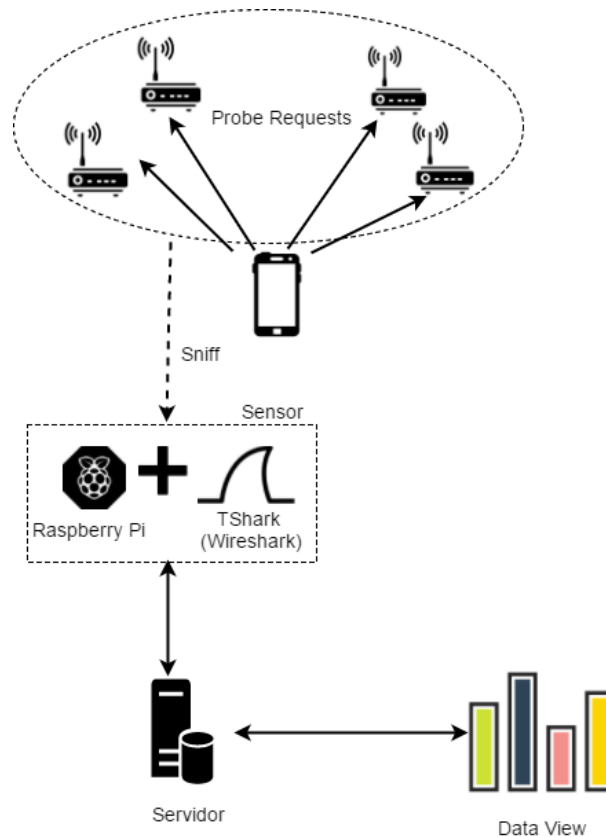 Probe Requests
Sniff
Sensor
Raspberry Pi
TShark
(Wireshark)
Servidor
Data View